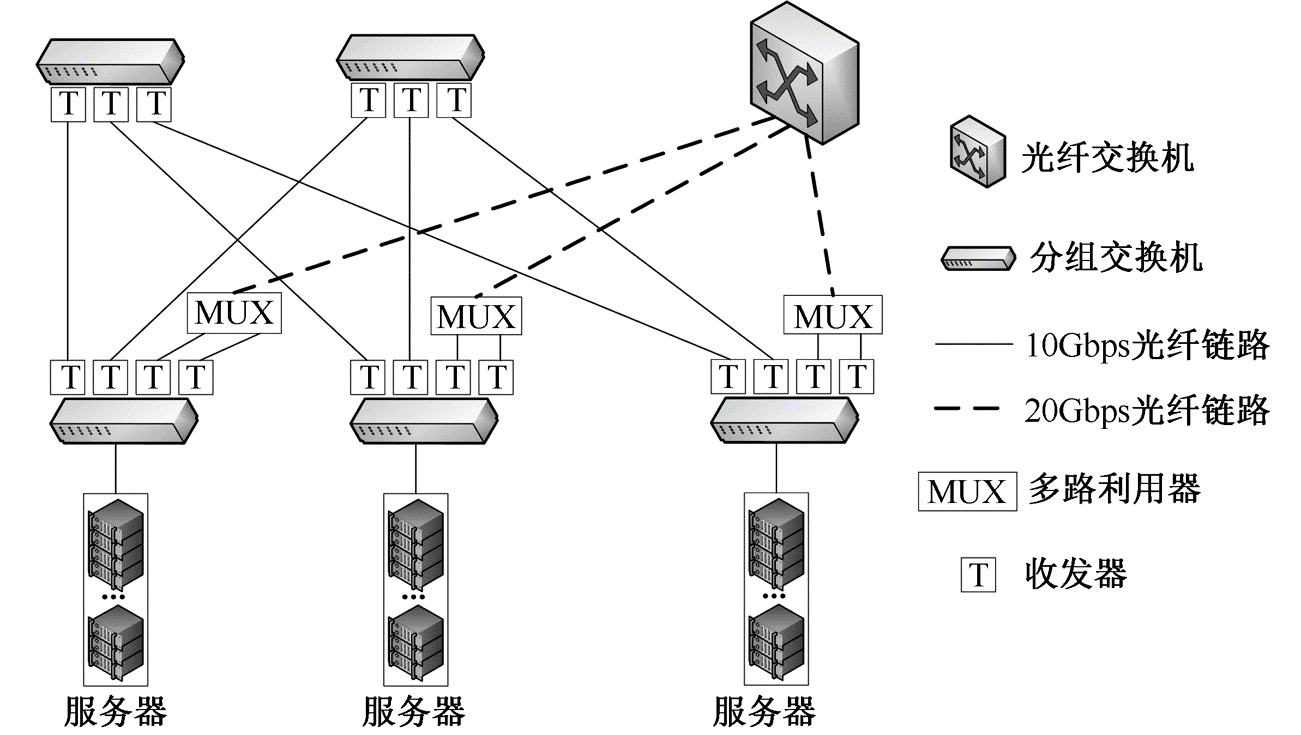 T T T
T T T
光纤交换机
分组交换机
MUX
MUX
MUX
10Gbps光纤链路
T T T T
T T T T
T T T T
20Gbps光纤链路
MUX 多路利用器
T 收发器
服务器
服务器
服务器